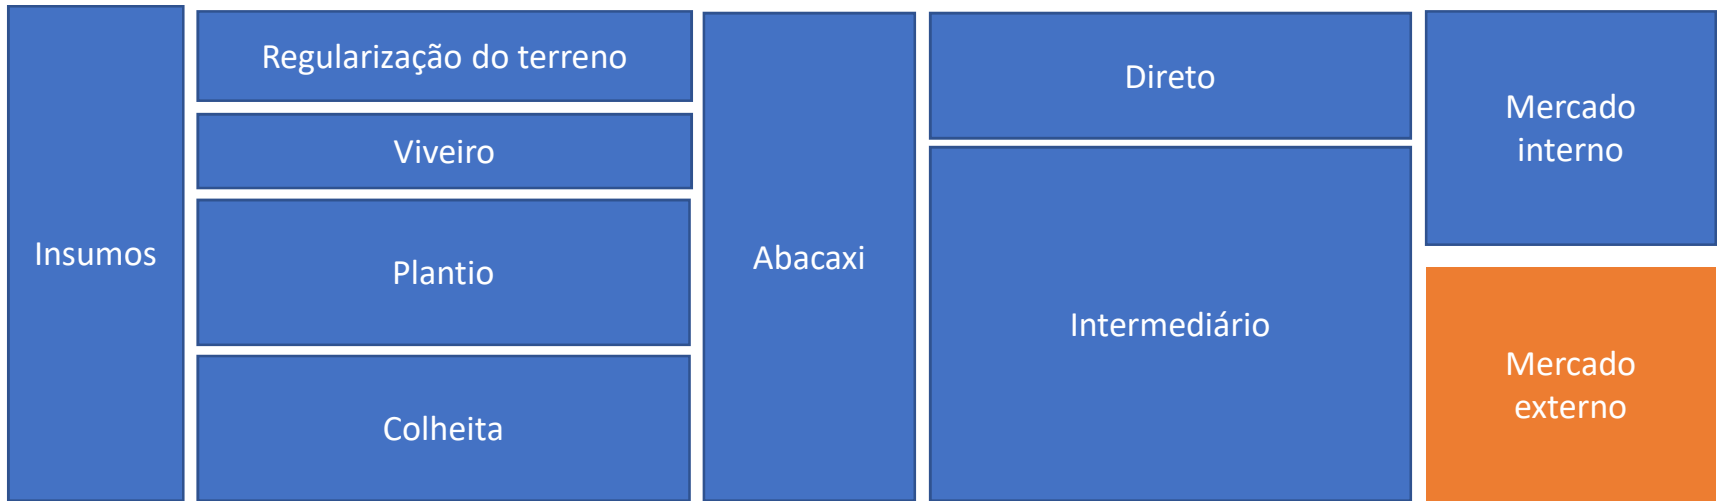 Insumos
Regularização do terreno
Viveiro
Plantio
Colheita
Abacaxi
Direto
Intermediário
Mercado
interno
Mercado
externo